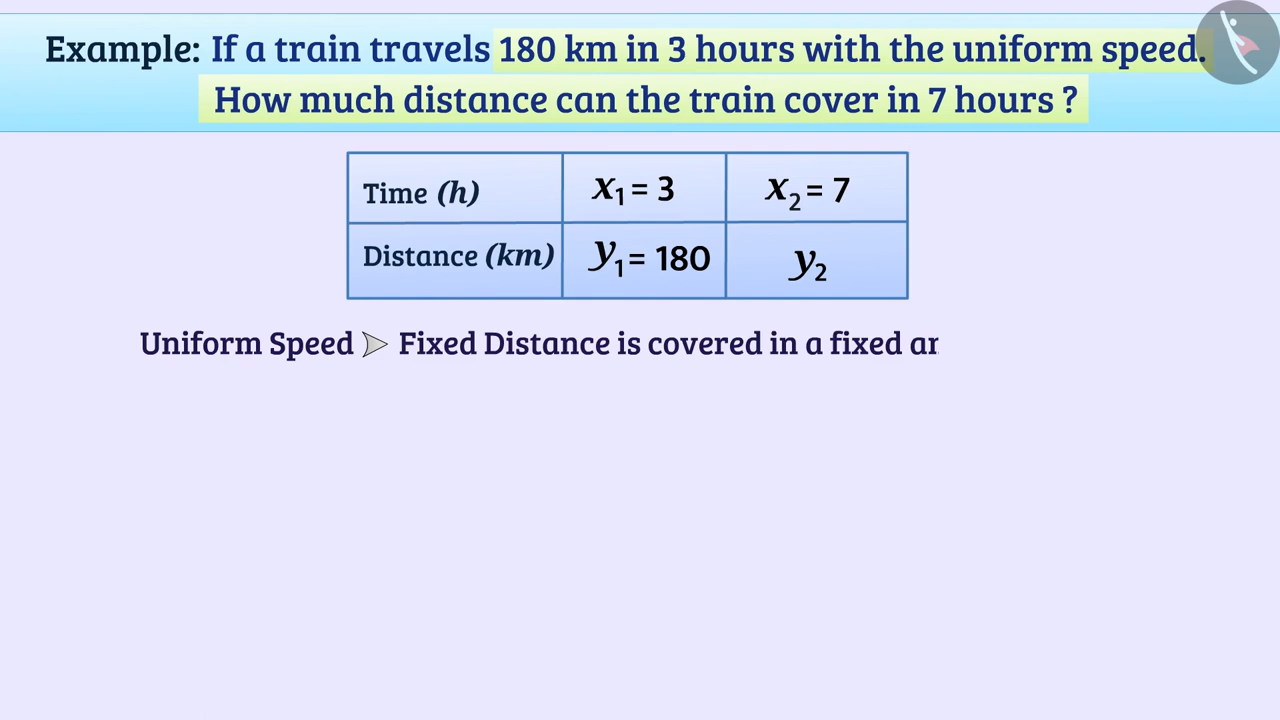 Example: If a train travels 180 km in 3 hours with the uniform speed.
How much distance can the train cover in 7 hours ?
Time (h) x₁ = 3 x₂ = 7
Distance (km) y₁ = 180 y₂
Uniform Speed ➢ Fixed Distance is covered in a fixed